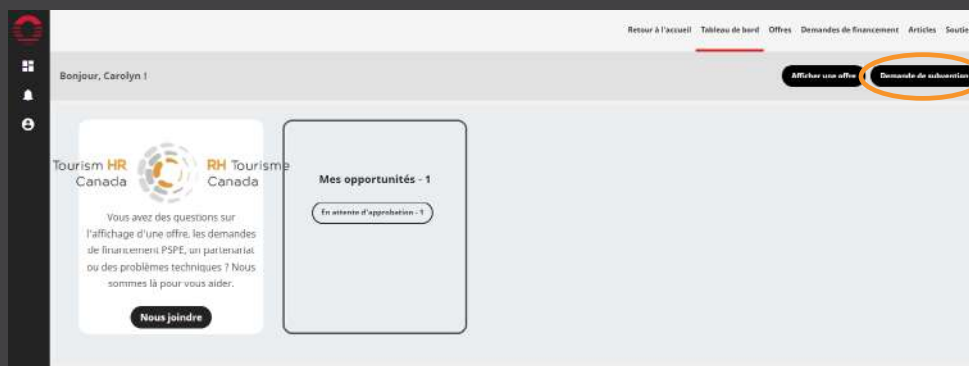 Retour à l'accueil Tableau de bord Offres Demandes de financement Articles Soutie
Bonjour, Carolyn !
Afficher une offre Demande de subvention
Tourism HR Canada
RH Tourisme Canada
Vous avez des questions sur
l'affichage d'une offre, les demandes
de financement PSPE, un partenariat
ou des problèmes techniques ? Nous
sommes là pour vous aider.
Nous joindre
Mes opportunités - 1
En attente d'approbation - 1